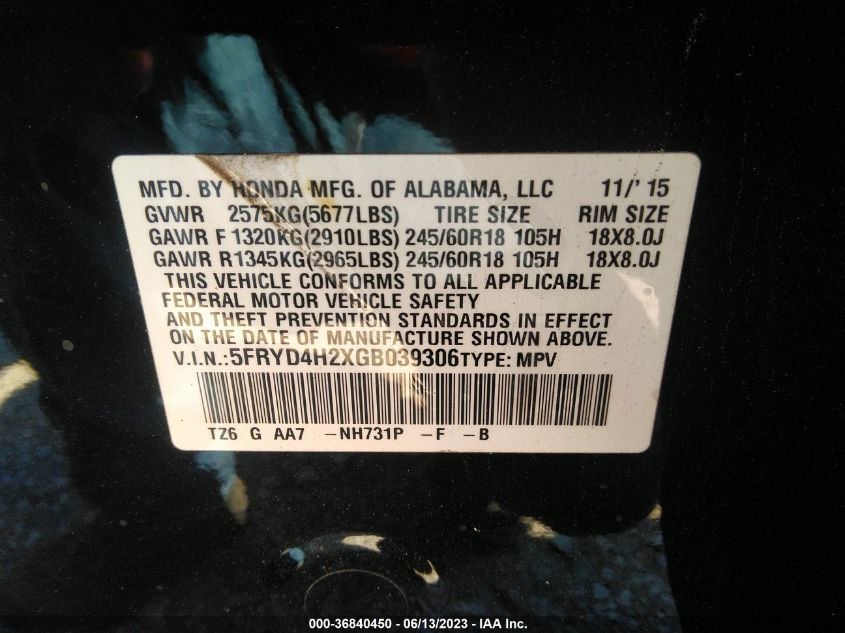 MFD. BY HONDA MFG. OF ALABAMA, LLC 11/' 15
GVWR 2575KG(5677LBS) TIRE SIZE RIM SIZE
GAWR F 1320KG(2910LBS) 245/60R18 105H 18X8.0J
GAWR R1345KG(2965LBS) 245/60R18 105H 18X8.0J
THIS VEHICLE CONFORMS TO ALL APPLICABLE
FEDERAL MOTOR VEHICLE SAFETY
AND THEFT PREVENTION STANDARDS IN EFFECT
ON THE DATE OF MANUFACTURE SHOWN ABOVE.
V.I.N.:5FRYD4H2XGB039306TYPE: MPV
TZ6 G AA7 -NH731P -F -B
000-36840450 - 06/13/2023 - IAA Inc.